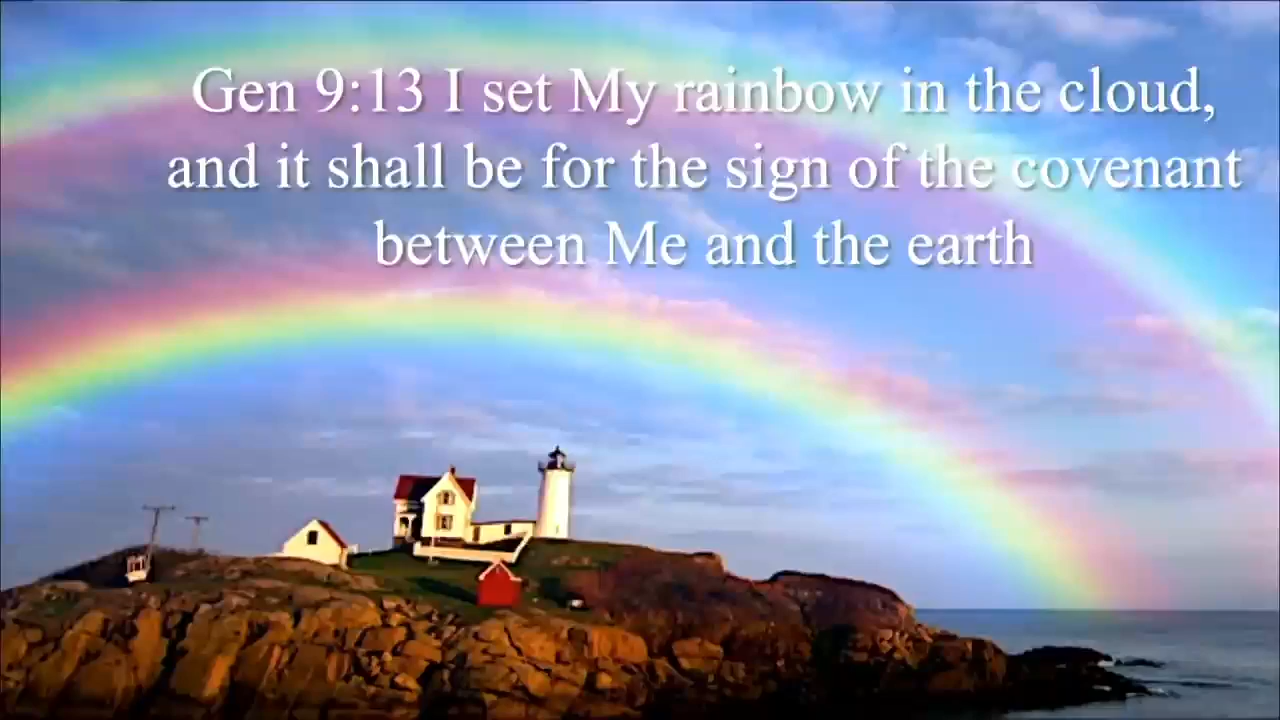 Gen 9:13 I set My rainbow in the cloud,
and it shall be for the sign of the covenant
between Me and the earth